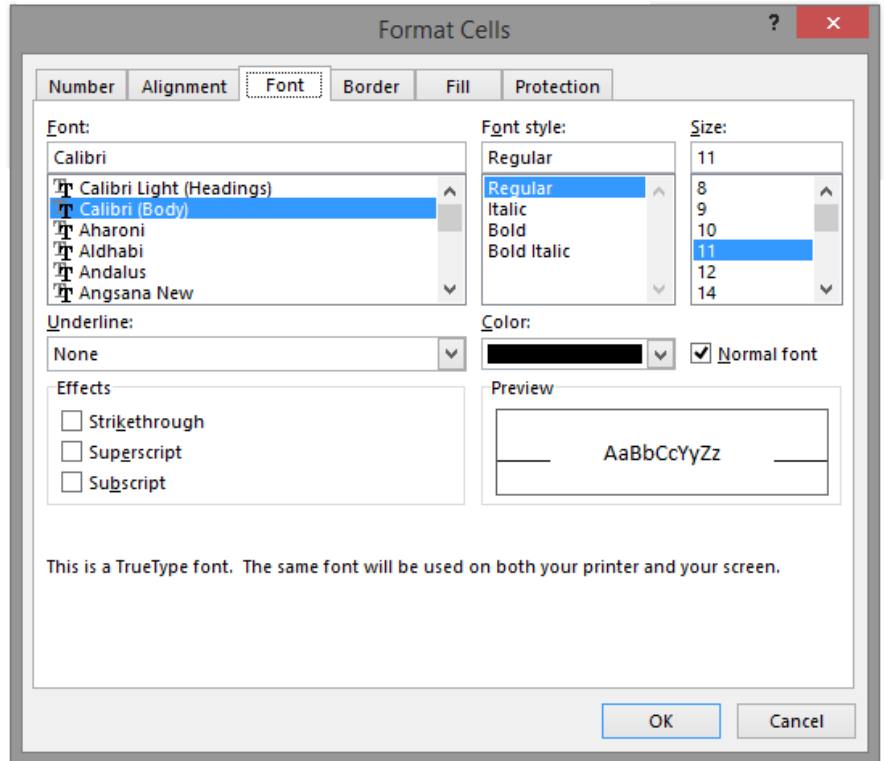 Format Cells
?
Number Alignment Font Border Fill Protection
Font: Font style: Size:
Calibri Regular 11
Calibri Light (Headings) Regular 8
Calibri (Body) Italic 9
Aharoni Bold 10
Aldhabi Bold Italic 11
Andalus 12
Angsana New 14
Underline: Color:
None Normal font
Effects Preview
Strikethrough
Superscript AaBbCcYyZz
Subscript
This is a TrueType font. The same font will be used on both your printer and your screen.
OK Cancel